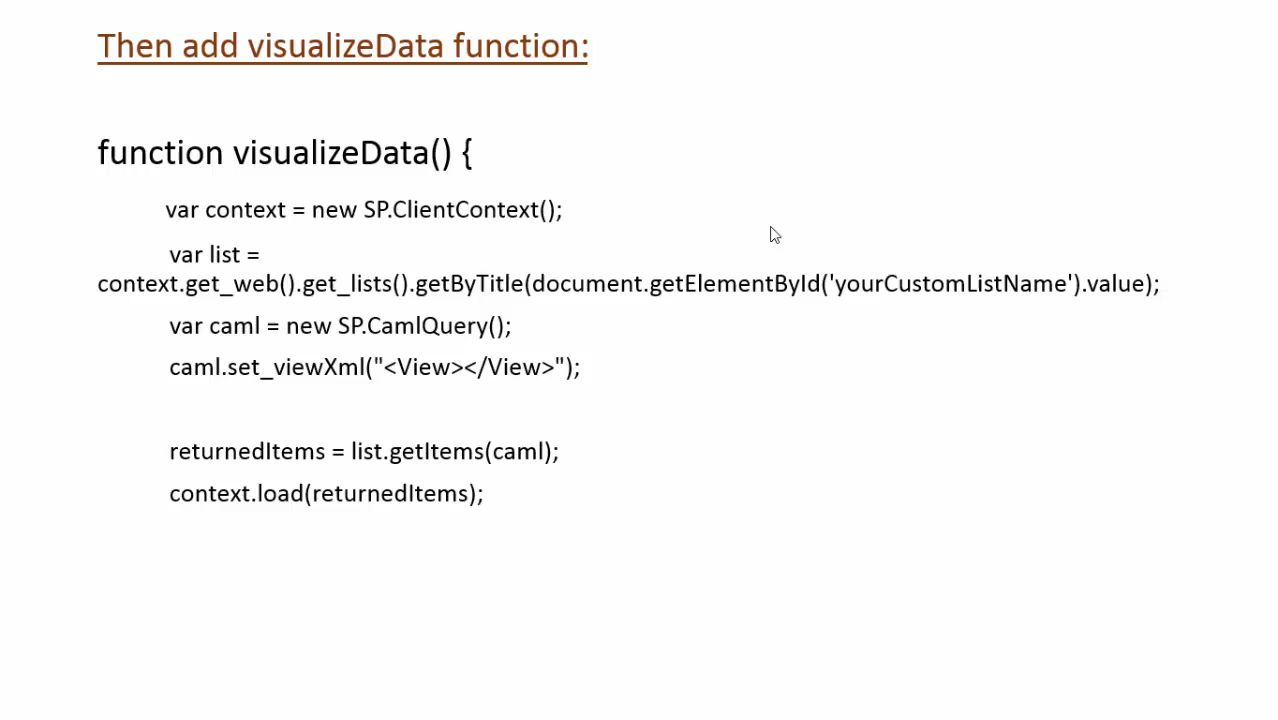 Then add visualizeData function:
function visualizeData() {
var context = new SP.ClientContext();
var list =
context.get_web().get_lists().getByTitle(document.getElementById('yourCustomListName').value);
var caml = new SP.CamlQuery();
caml.set_viewXml("<View></View>");
returnedItems = list.getItems(caml);
context.load(returnedItems);